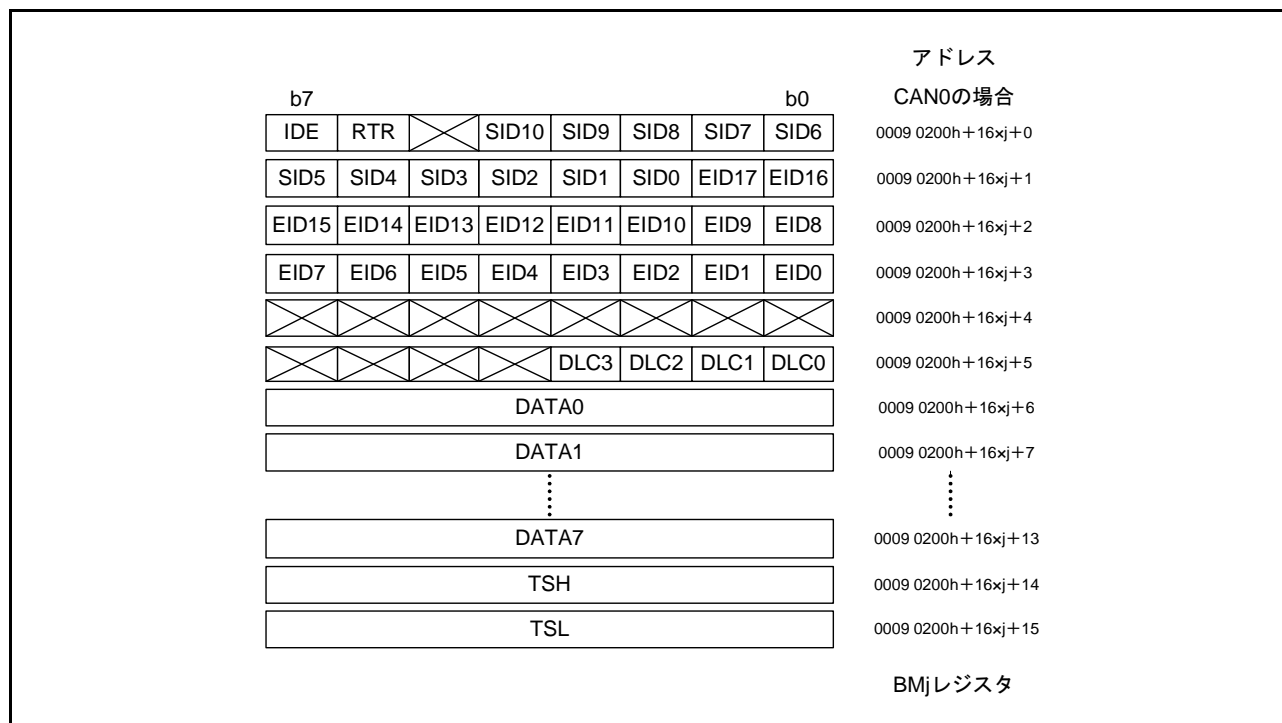 アドレス
b7 b0 CAN0の場合
IDE RTR SID10 SID9 SID8 SID7 SID6 0009 0200h＋16×j＋0
SID5 SID4 SID3 SID2 SID1 SID0 EID17 EID16 0009 0200h＋16×j＋1
EID15 EID14 EID13 EID12 EID11 EID10 EID9 EID8 0009 0200h＋16×j＋2
EID7 EID6 EID5 EID4 EID3 EID2 EID1 EID0 0009 0200h＋16×j＋3
0009 0200h＋16×j＋4
DLC3 DLC2 DLC1 DLC0 0009 0200h＋16×j＋5
DATA0 0009 0200h＋16×j＋6
DATA1 0009 0200h＋16×j＋7
DATA7 0009 0200h＋16×j＋13
TSH 0009 0200h＋16×j＋14
TSL 0009 0200h＋16×j＋15
BMjレジスタ